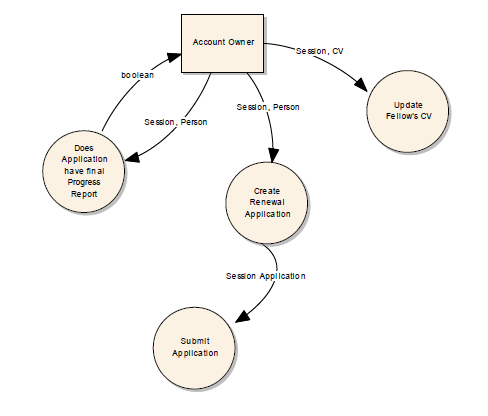 Account Owner
Session, CV
boolean
Update
Fellow's CV
Session, Person
Session, Person
Does
Application
have final
Progress
Report
Create
Renewal
Application
Session Application
Submit
Application